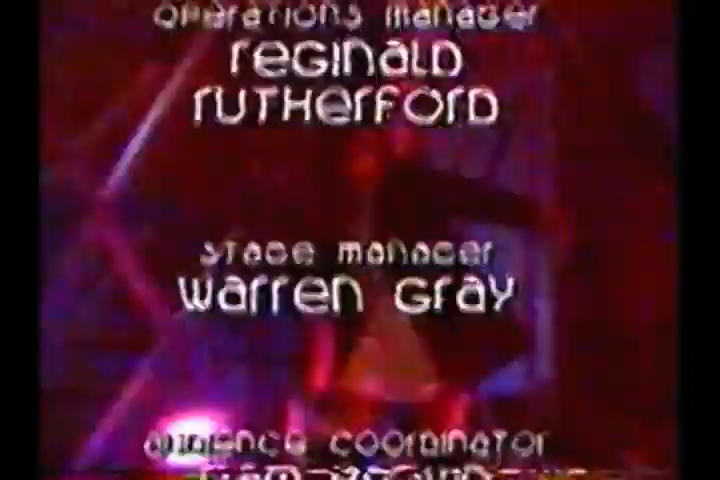 Operations Manager
Reginald
Rutherford
Stage Manager
Warren Gray
Audience Coordinator